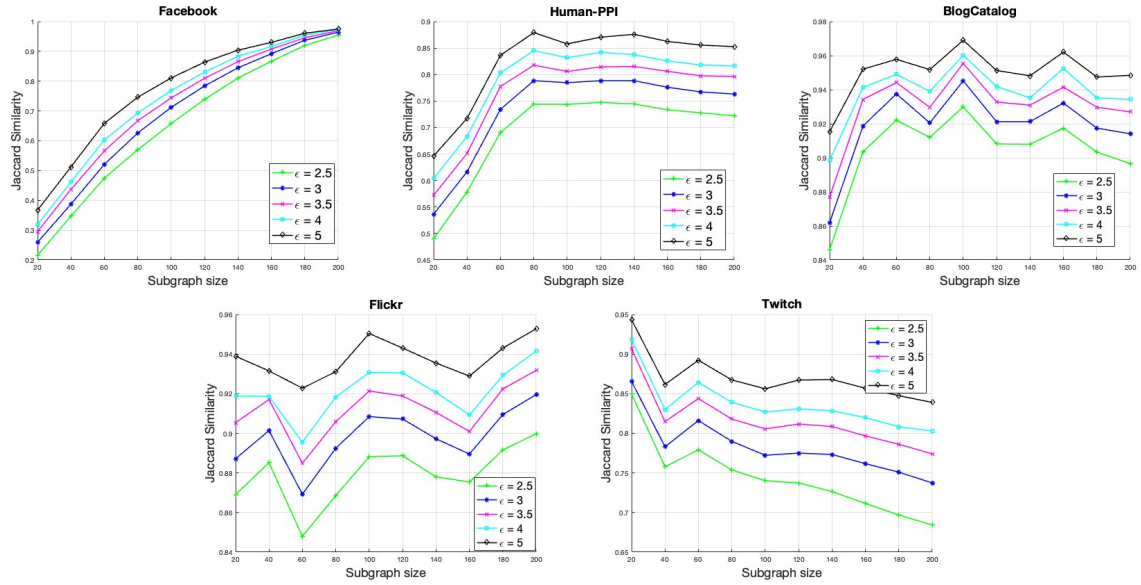 Facebook
Jaccard Similarity
1
0.9
0.8
0.7
0.6
0.5
0.4
0.3
0.2
20 40 60 80 100 120 140 160 180 200
Subgraph size
ϵ = 2.5
ϵ = 3
ϵ = 3.5
ϵ = 4
ϵ = 5
Human-PPI
Jaccard Similarity
0.9
0.85
0.8
0.75
0.7
0.65
0.6
0.55
0.5
0.45
20 40 60 80 100 120 140 160 180 200
Subgraph size
ϵ = 2.5
ϵ = 3
ϵ = 3.5
ϵ = 4
ϵ = 5
BlogCatalog
Jaccard Similarity
0.98
0.96
0.94
0.92
0.9
0.88
0.86
0.84
20 40 60 80 100 120 140 160 180 200
Subgraph size
ϵ = 2.5
ϵ = 3
ϵ = 3.5
ϵ = 4
ϵ = 5
Flickr
Jaccard Similarity
0.96
0.94
0.92
0.9
0.88
0.86
0.84
20 40 60 80 100 120 140 160 180 200
Subgraph size
ϵ = 2.5
ϵ = 3
ϵ = 3.5
ϵ = 4
ϵ = 5
Twitch
Jaccard Similarity
0.95
0.9
0.85
0.8
0.75
0.7
0.65
20 40 60 80 100 120 140 160 180 200
Subgraph size
ϵ = 2.5
ϵ = 3
ϵ = 3.5
ϵ = 4
ϵ = 5